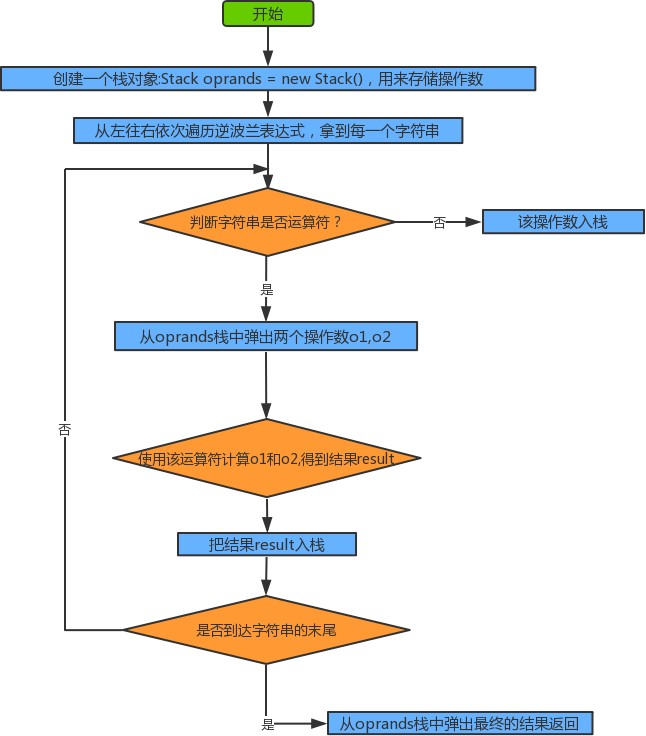 开始
创建一个栈对象:Stack oprands = new Stack()，用来存储操作数
从左往右依次遍历逆波兰表达式，拿到每一个字符串
判断字符串是否运算符？
否
该操作数入栈
是
从oprands栈中弹出两个操作数o1,o2
否
使用该运算符计算o1和o2,得到结果result
把结果result入栈
是否到达字符串的末尾
是
从oprands栈中弹出最终的结果返回